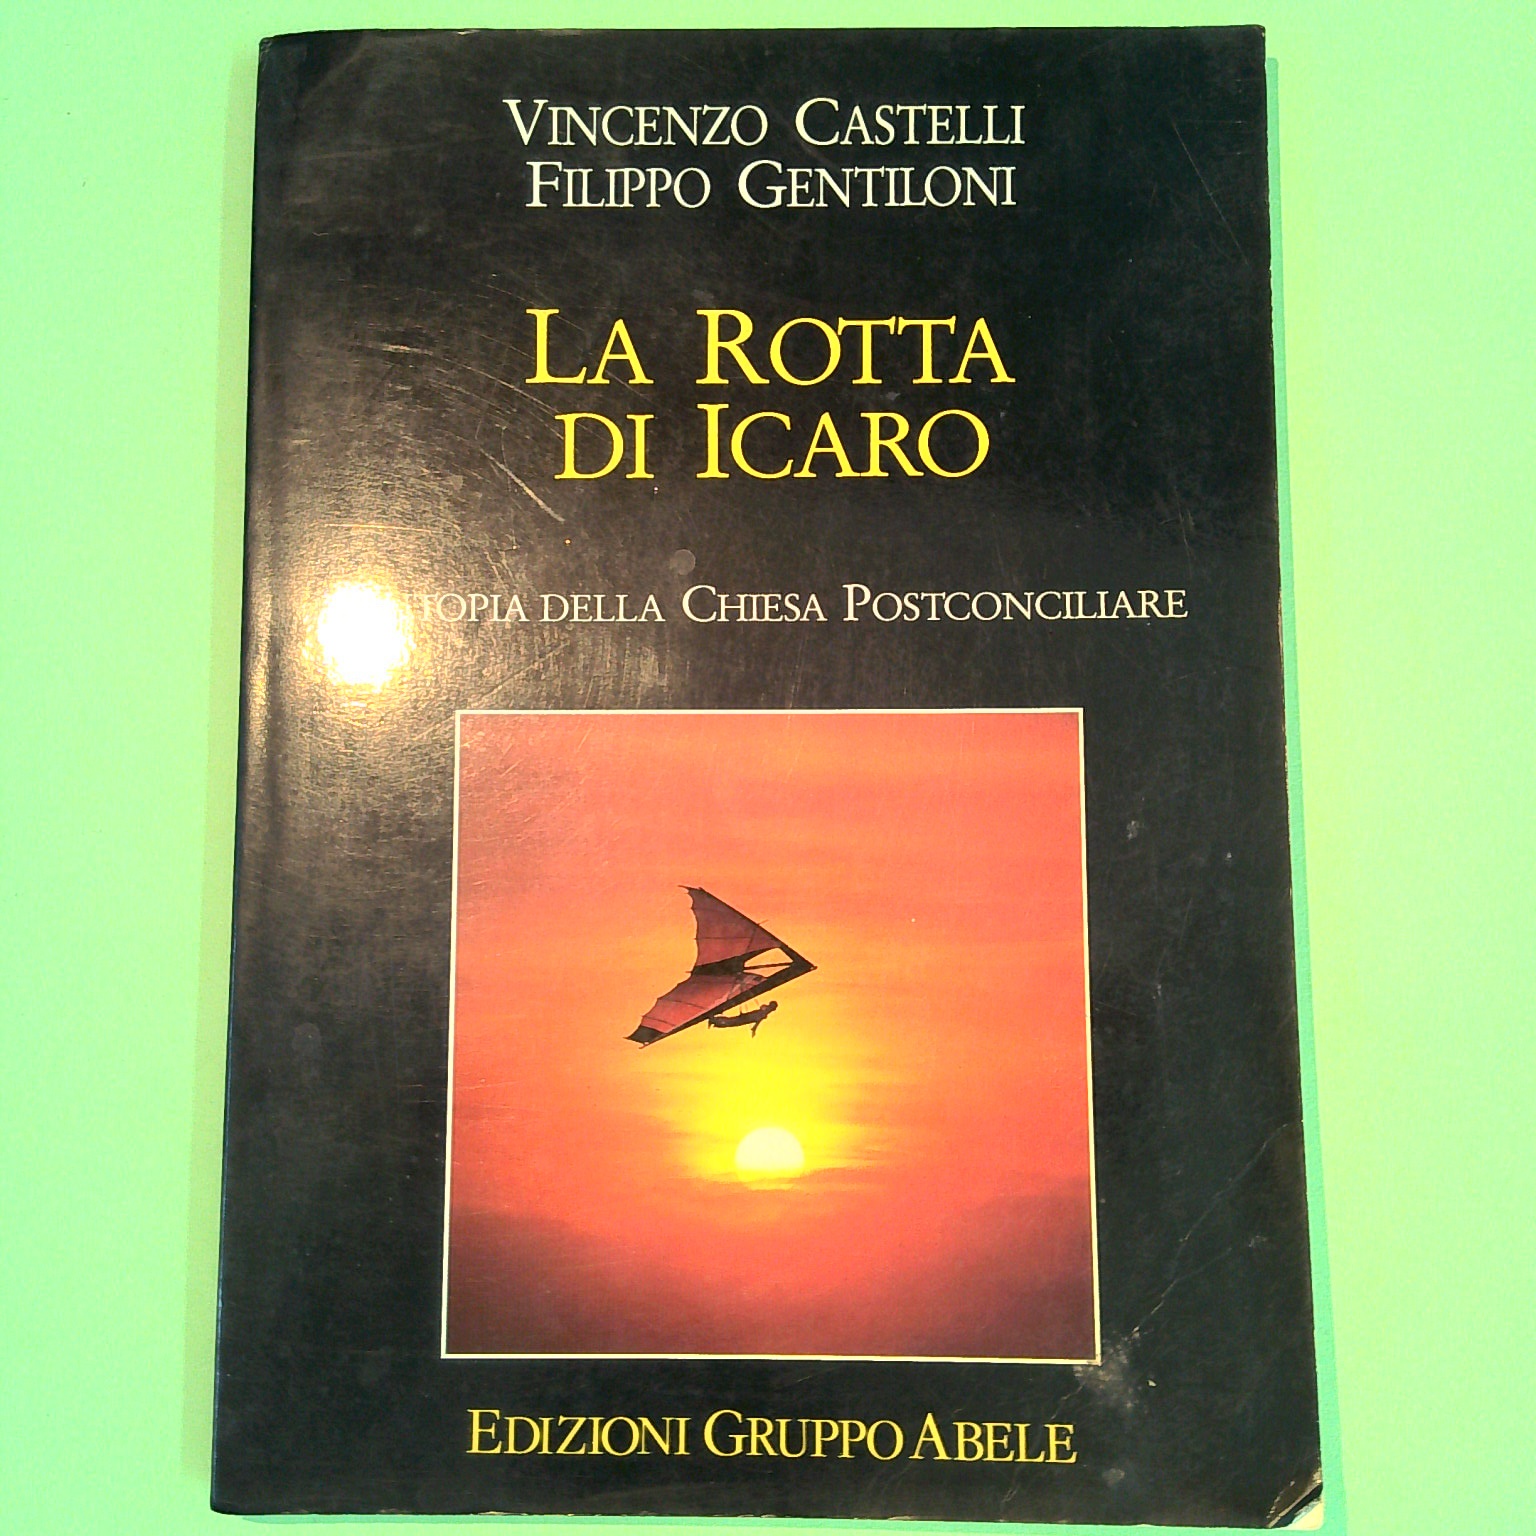 VINCENZO CASTELLI
FILIPPO GENTILONI
LA ROTTA
DI ICARO
DELLA CHIESA POSTCONCILIARE
EDIZIONI GRUPPO ABELE